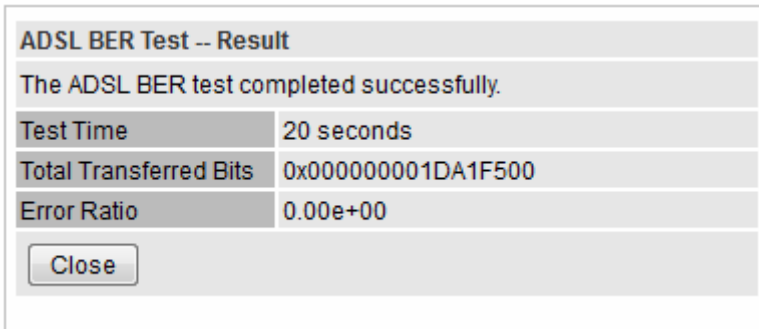 ADSL BER Test -- Result
The ADSL BER test completed successfully.
Test Time 20 seconds
Total Transferred Bits 0x000000001DA1F500
Error Ratio 0.00e+00
Close